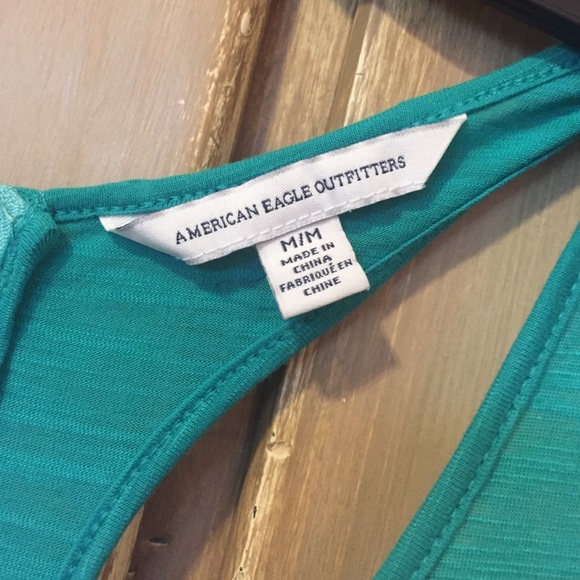 AMERICAN EAGLE OUTFITTERS
M/M
MADE IN
CHINA
FABRIQUÉ EN
CHINE